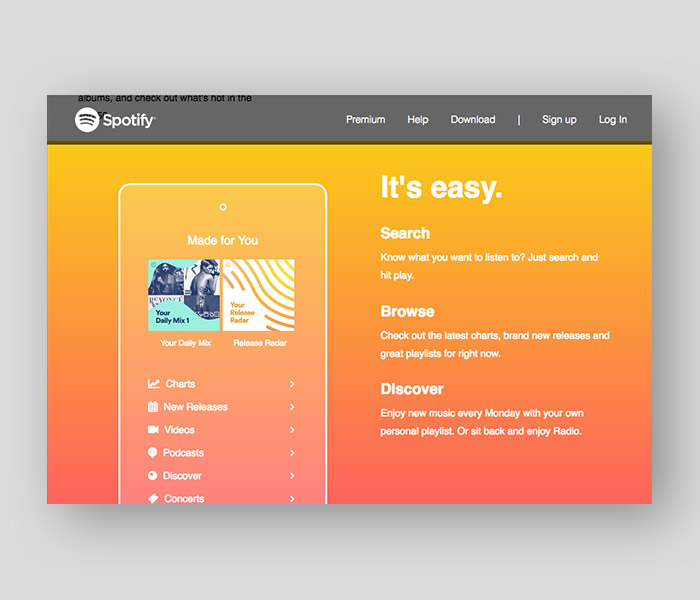 albums, and check out what's hot in the
Spotify
Premium
Help
Download
|
Sign up
Log In
Made for You
BEYONCÉ
Your
Daily Mix 1
Your
Release
Radar
Your Daily Mix
Release Radar
Charts
New Releases
Videos
Podcasts
Discover
Concerts
It's easy.
Search
Know what you want to listen to? Just search and
hit play.
Browse
Check out the latest charts, brand new releases and
great playlists for right now.
Discover
Enjoy new music every Monday with your own
personal playlist. Or sit back and enjoy Radio.